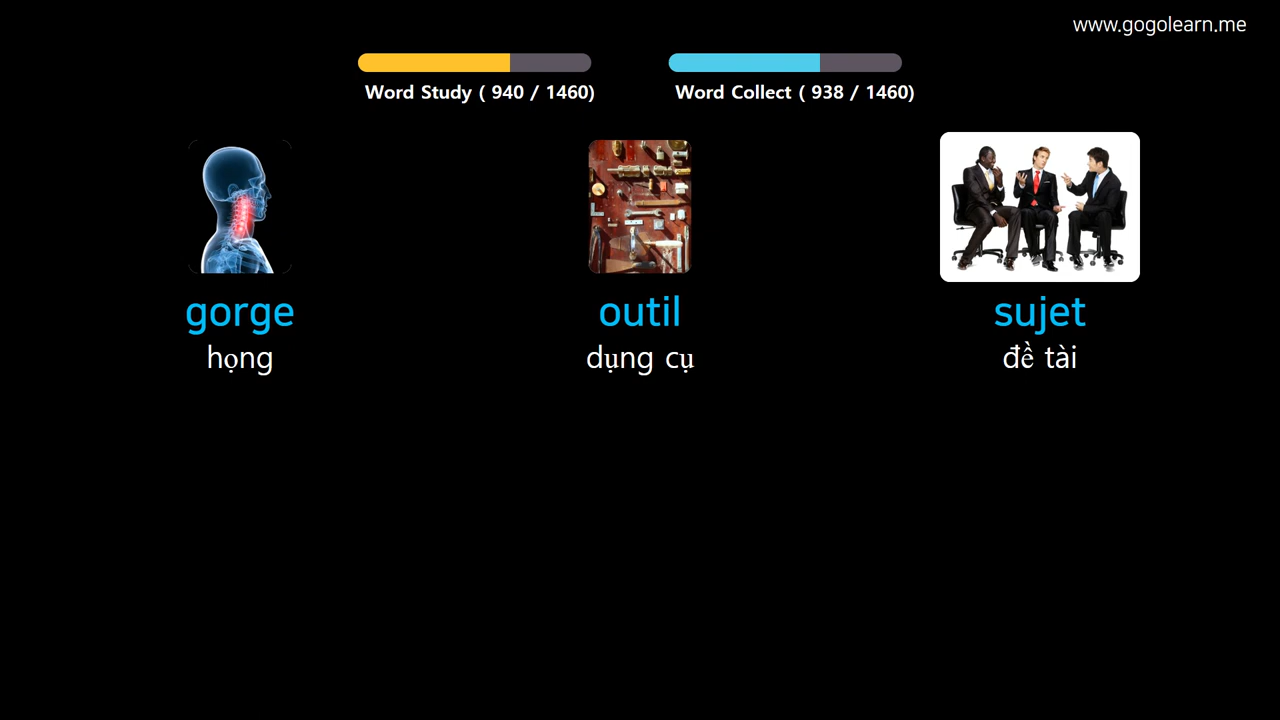 www.gogolearn.me
Word Study ( 940 / 1460)
Word Collect ( 938 / 1460)
gorge
họng
outil
dụng cụ
sujet
đề tài